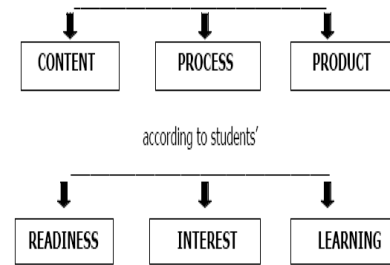 CONTENT PROCESS PRODUCT
according to students’
READINESS INTEREST LEARNING